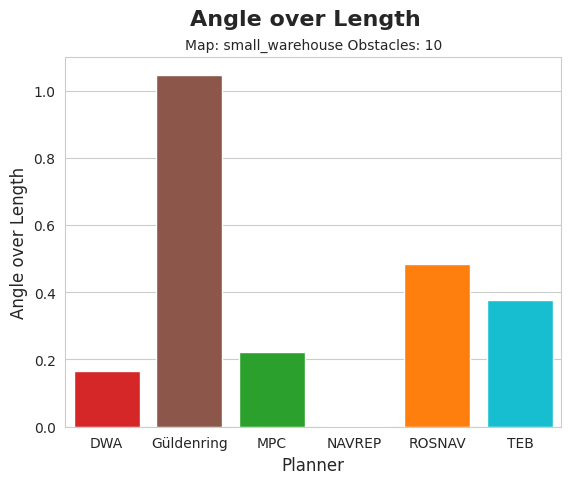 Angle over Length
Map: small_warehouse Obstacles: 10
Angle over Length
1.0
0.8
0.6
0.4
0.2
0.0
DWA Güldenring MPC NAVREP ROSNAV TEB
Planner